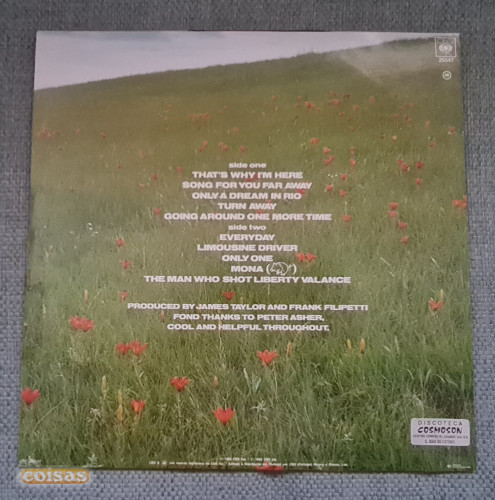 CBS
25547
side one
THAT'S WHY I'M HERE
SONG FOR YOU FAR AWAY
ONLY A DREAM IN RIO
TURN AWAY
GOING AROUND ONE MORE TIME
side two
EVERYDAY
LIMOUSINE DRIVER
ONLY ONE
MONA ( )
THE MAN WHO SHOT LIBERTY VALANCE
PRODUCED BY JAMES TAYLOR AND FRANK FILIPETTI
FOND THANKS TO PETER ASHER,
COOL AND HELPFUL THROUGHOUT.
DISCOTECA
COSMOSON
coisas